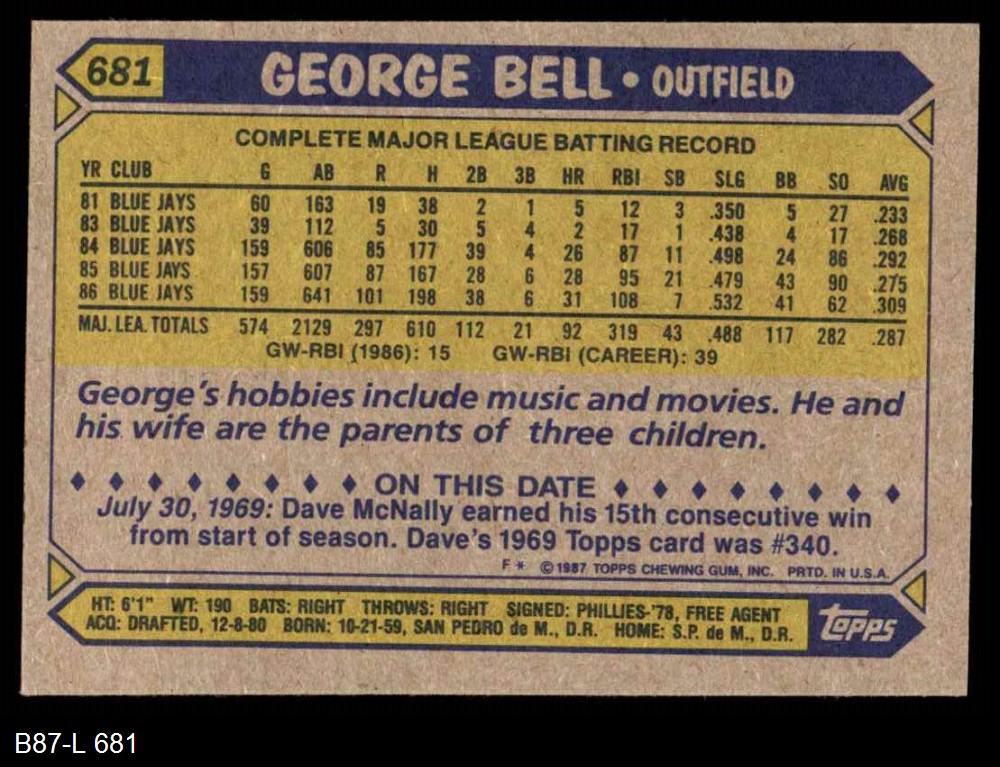 681 GEORGE BELL • OUTFIELD
COMPLETE MAJOR LEAGUE BATTING RECORD
YR CLUB G AB R H 2B 3B HR RBI SB SLG BB SO AVG
81 BLUE JAYS 60 163 19 38 2 1 5 12 3 .350 5 27 .233
83 BLUE JAYS 39 112 5 30 5 4 2 17 1 .438 4 17 .268
84 BLUE JAYS 159 606 85 177 39 4 26 87 11 .498 24 86 .292
85 BLUE JAYS 157 607 87 167 28 6 28 95 21 .479 43 90 .275
86 BLUE JAYS 159 641 101 198 38 6 31 108 7 .532 41 62 .309
MAJ. LEA. TOTALS 574 2129 297 610 112 21 92 319 43 .488 117 282 .287
GW-RBI (1986): 15 GW-RBI (CAREER): 39
George's hobbies include music and movies. He and
his wife are the parents of three children.
ON THIS DATE
July 30, 1969: Dave McNally earned his 15th consecutive win
from start of season. Dave's 1969 Topps card was #340.
F * ©1987 TOPPS CHEWING GUM, INC. PRTD. IN U.S.A.
HT: 6'1" WT: 190 BATS: RIGHT THROWS: RIGHT SIGNED: PHILLIES-'78, FREE AGENT
ACQ: DRAFTED, 12-8-80 BORN: 10-21-59, SAN PEDRO de M., D.R. HOME: S.P. de M., D.R.
Topps
B87-L 681